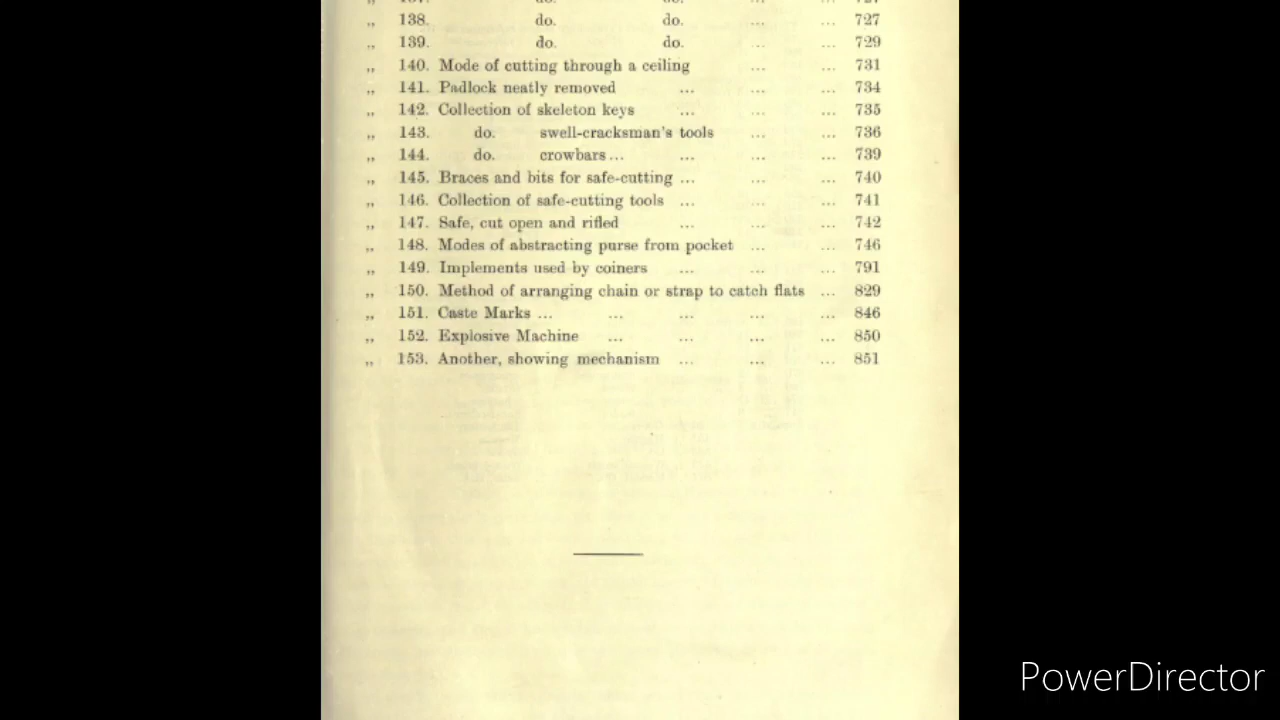 „ 138. do. do. ... ... 727
„ 139. do. do. ... ... 729
„ 140. Mode of cutting through a ceiling ... ... 731
„ 141. Padlock neatly removed ... ... ... 734
„ 142. Collection of skeleton keys ... ... ... 735
„ 143. do. swell-cracksman's tools ... ... 736
„ 144. do. crowbars ... ... ... ... 739
„ 145. Braces and bits for safe-cutting ... ... ... 740
„ 146. Collection of safe-cutting tools ... ... ... 741
„ 147. Safe, cut open and rifled ... ... ... 742
„ 148. Modes of abstracting purse from pocket ... ... 746
„ 149. Implements used by coiners ... ... ... 791
„ 150. Method of arranging chain or strap to catch flats ... 829
„ 151. Caste Marks ... ... ... ... ... 846
„ 152. Explosive Machine ... ... ... ... 850
„ 153. Another, showing mechanism ... ... ... 851
PowerDirector